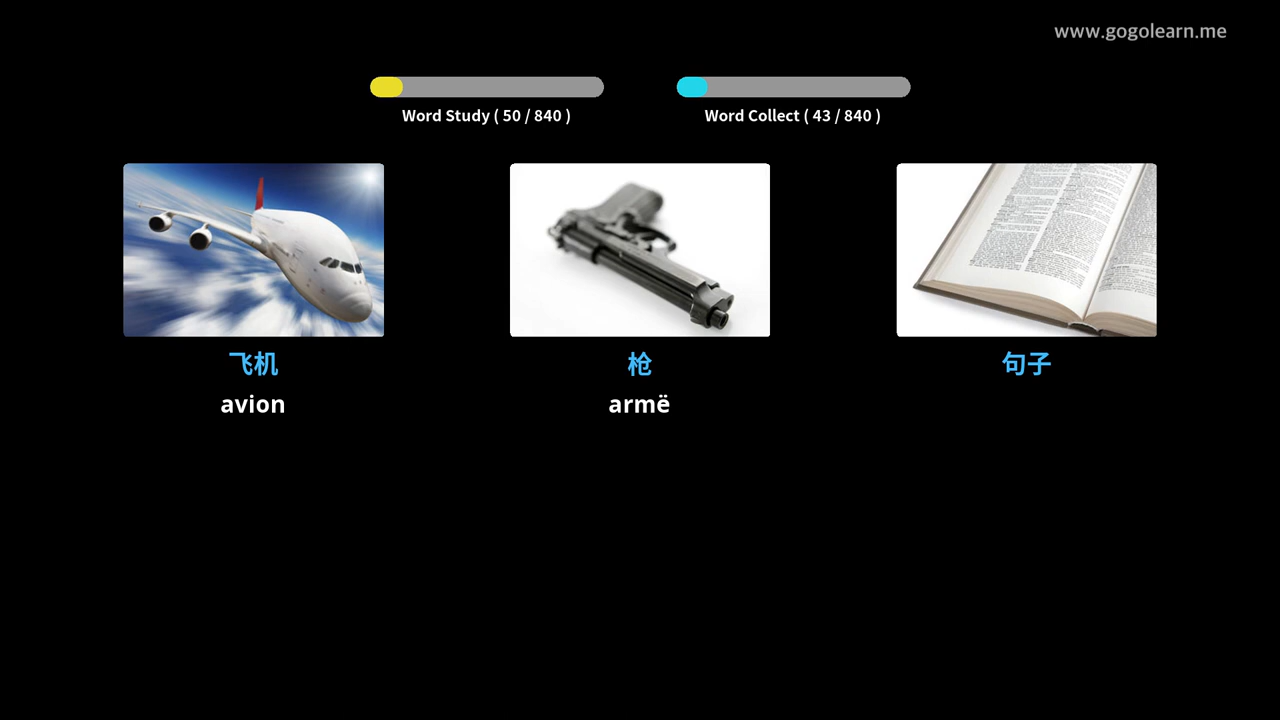 www.gogolearn.me
Word Study ( 50 / 840 )
Word Collect ( 43 / 840 )
飞机
枪
句子
avion
armë